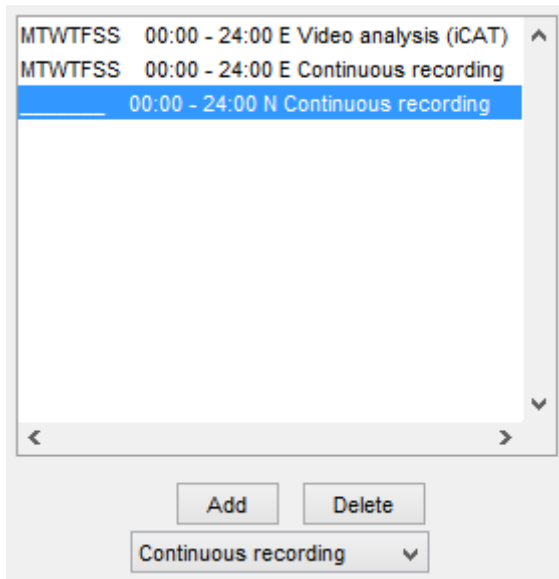 MTWTFSS 00:00 - 24:00 E Video analysis (iCAT)
MTWTFSS 00:00 - 24:00 E Continuous recording
_______ 00:00 - 24:00 N Continuous recording
Add Delete
Continuous recording